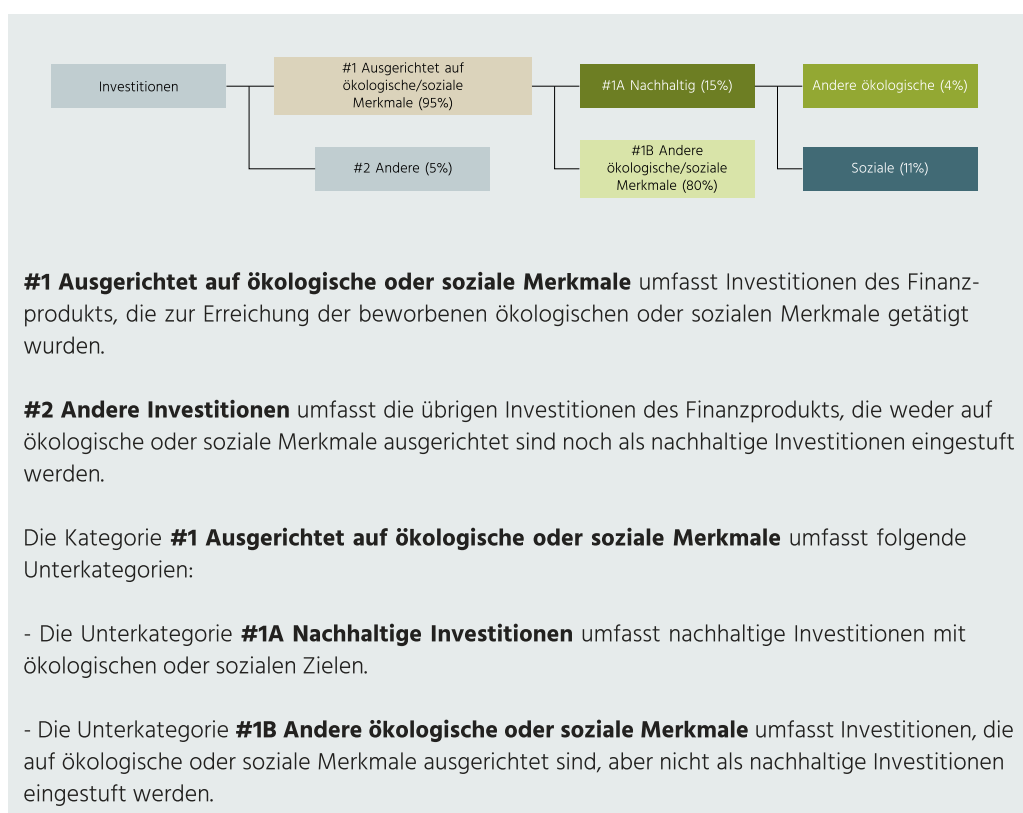 Investitionen
#1 Ausgerichtet auf
ökologische/soziale
Merkmale (95%)
#1A Nachhaltig (15%)
Andere ökologische (4%)
#2 Andere (5%)
#1B Andere
ökologische/soziale
Merkmale (80%)
Soziale (11%)
#1 Ausgerichtet auf ökologische oder soziale Merkmale umfasst Investitionen des Finanz-
produkts, die zur Erreichung der beworbenen ökologischen oder sozialen Merkmale getätigt
wurden.
#2 Andere Investitionen umfasst die übrigen Investitionen des Finanzprodukts, die weder auf
ökologische oder soziale Merkmale ausgerichtet sind noch als nachhaltige Investitionen eingestuft
werden.
Die Kategorie #1 Ausgerichtet auf ökologische oder soziale Merkmale umfasst folgende
Unterkategorien:
- Die Unterkategorie #1A Nachhaltige Investitionen umfasst nachhaltige Investitionen mit
ökologischen oder sozialen Zielen.
- Die Unterkategorie #1B Andere ökologische oder soziale Merkmale umfasst Investitionen, die
auf ökologische oder soziale Merkmale ausgerichtet sind, aber nicht als nachhaltige Investitionen
eingestuft werden.